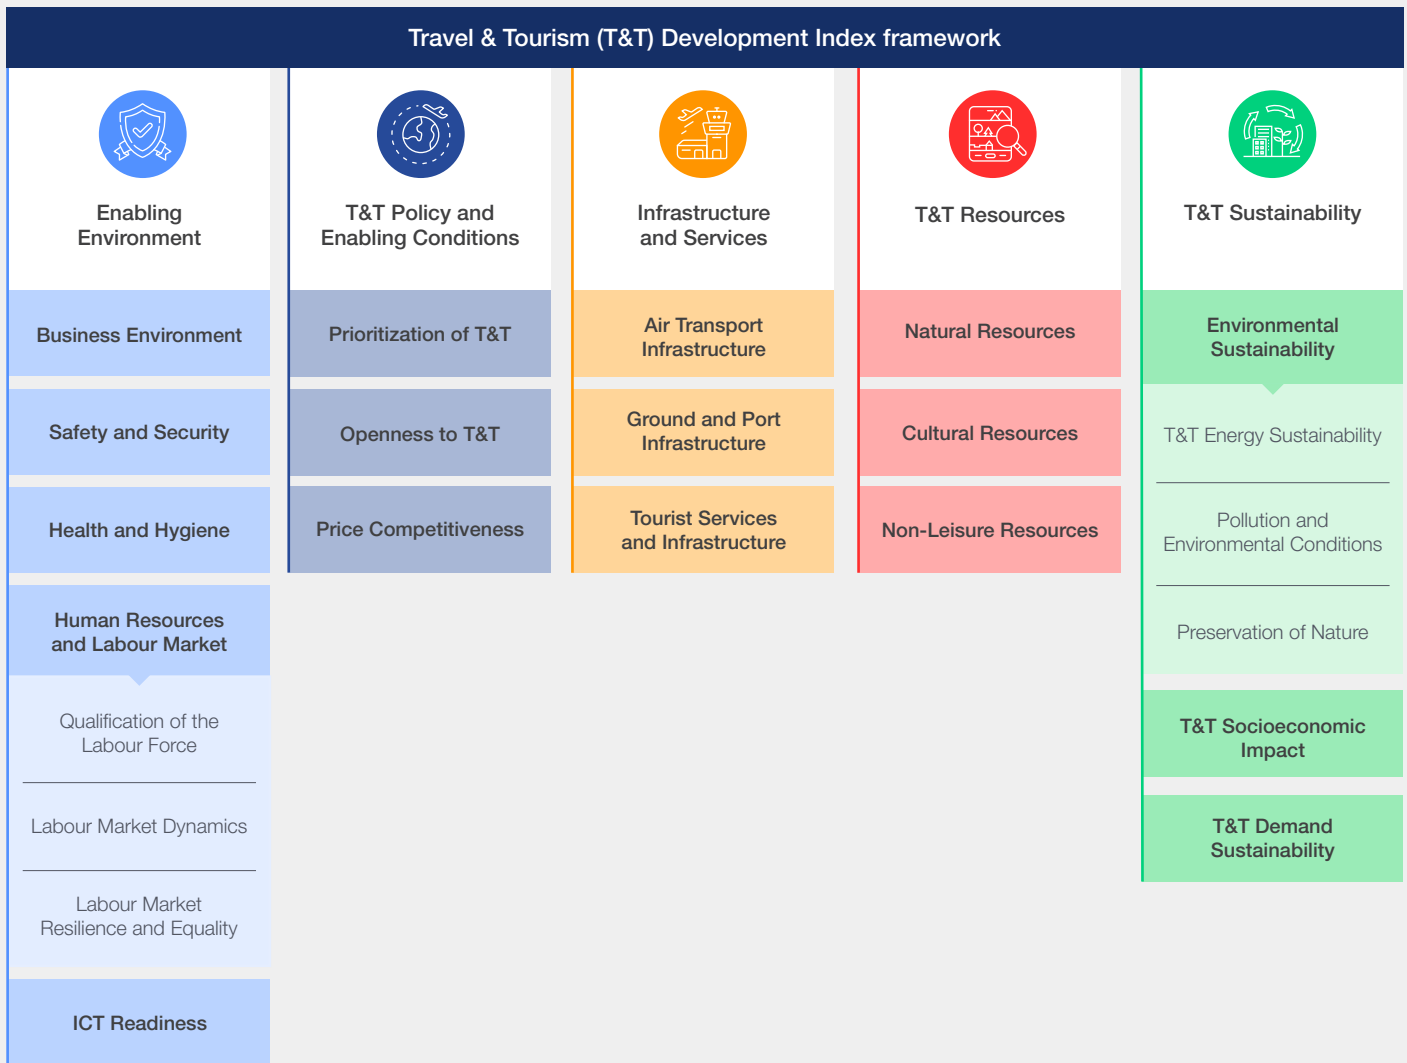 Travel & Tourism (T&T) Development Index framework
Enabling
Environment
Business Environment
Safety and Security
Health and Hygiene
Human Resources
and Labour Market
Qualification of the
Labour Force
Labour Market Dynamics
Labour Market
Resilience and Equality
ICT Readiness
T&T Policy and
Enabling Conditions
Prioritization of T&T
Openness to T&T
Price Competitiveness
Infrastructure
and Services
Air Transport
Infrastructure
Ground and Port
Infrastructure
Tourist Services
and Infrastructure
T&T Resources
Natural Resources
Cultural Resources
Non-Leisure Resources
T&T Sustainability
Environmental
Sustainability
T&T Energy Sustainability
Pollution and
Environmental Conditions
Preservation of Nature
T&T Socioeconomic
Impact
T&T Demand
Sustainability